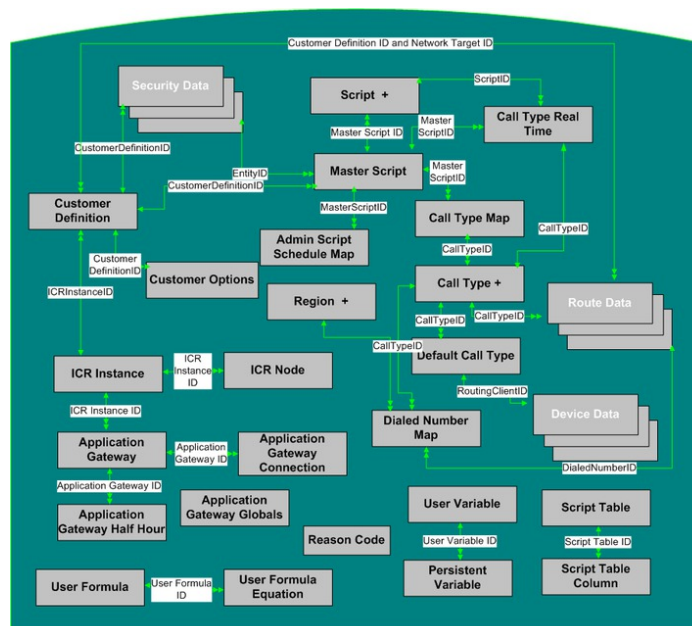 Customer Definition ID and Network Target ID
Security Data
Script +
ScriptID
Master Script ID
Master
ScriptID
Call Type Real
Time
CustomerDefinitionID
EntityID
Master Script
Master
ScriptID
CustomerDefinitionID
Customer
Definition
MasterScriptID
Call Type Map
CallTypeID
Admin Script
Schedule Map
CallTypeID
Customer
DefinitionID
Customer Options
ICRInstanceID
Call Type +
Region +
Route Data
CallTypeID
CallTypeID
CallTypeID
ICR Instance
ICR
Instance
ID
ICR Node
Default Call Type
RoutingClientID
ICR Instance ID
Dialed Number
Map
Device Data
Application
Gateway
Application
Gateway ID
Application
Gateway
Connection
DialedNumberID
Application Gateway ID
Application
Gateway Half Hour
Application
Gateway Globals
User Variable
Script Table
Reason Code
User Variable ID
Script Table ID
User Formula
User Formula
ID
User Formula
Equation
Persistent
Variable
Script Table
Column